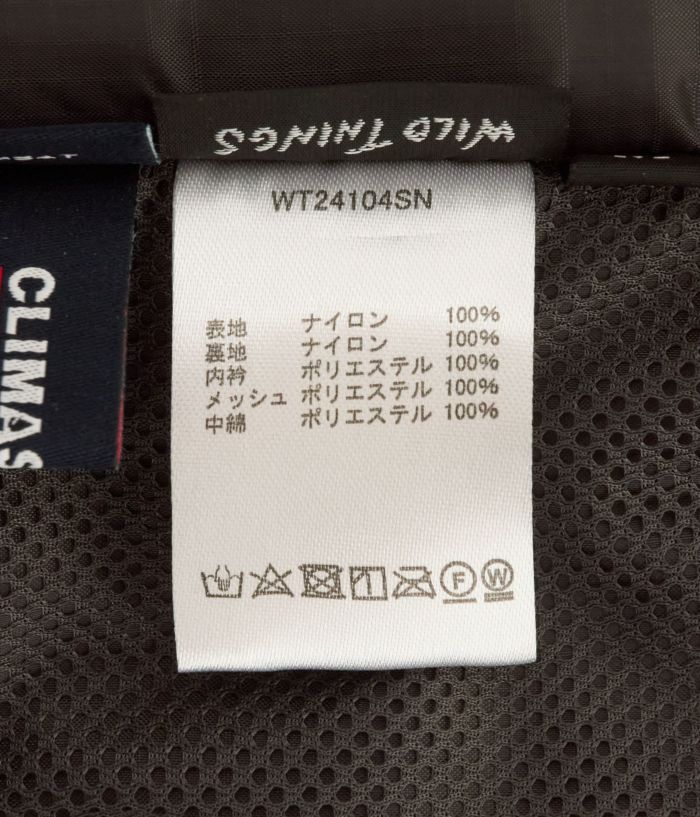 WILD THINGS
WT24104SN
表地 ナイロン 100%
裏地 ナイロン 100%
内衿 ポリエステル 100%
メッシュ ポリエステル 100%
中綿 ポリエステル 100%
F W
CLIMAS